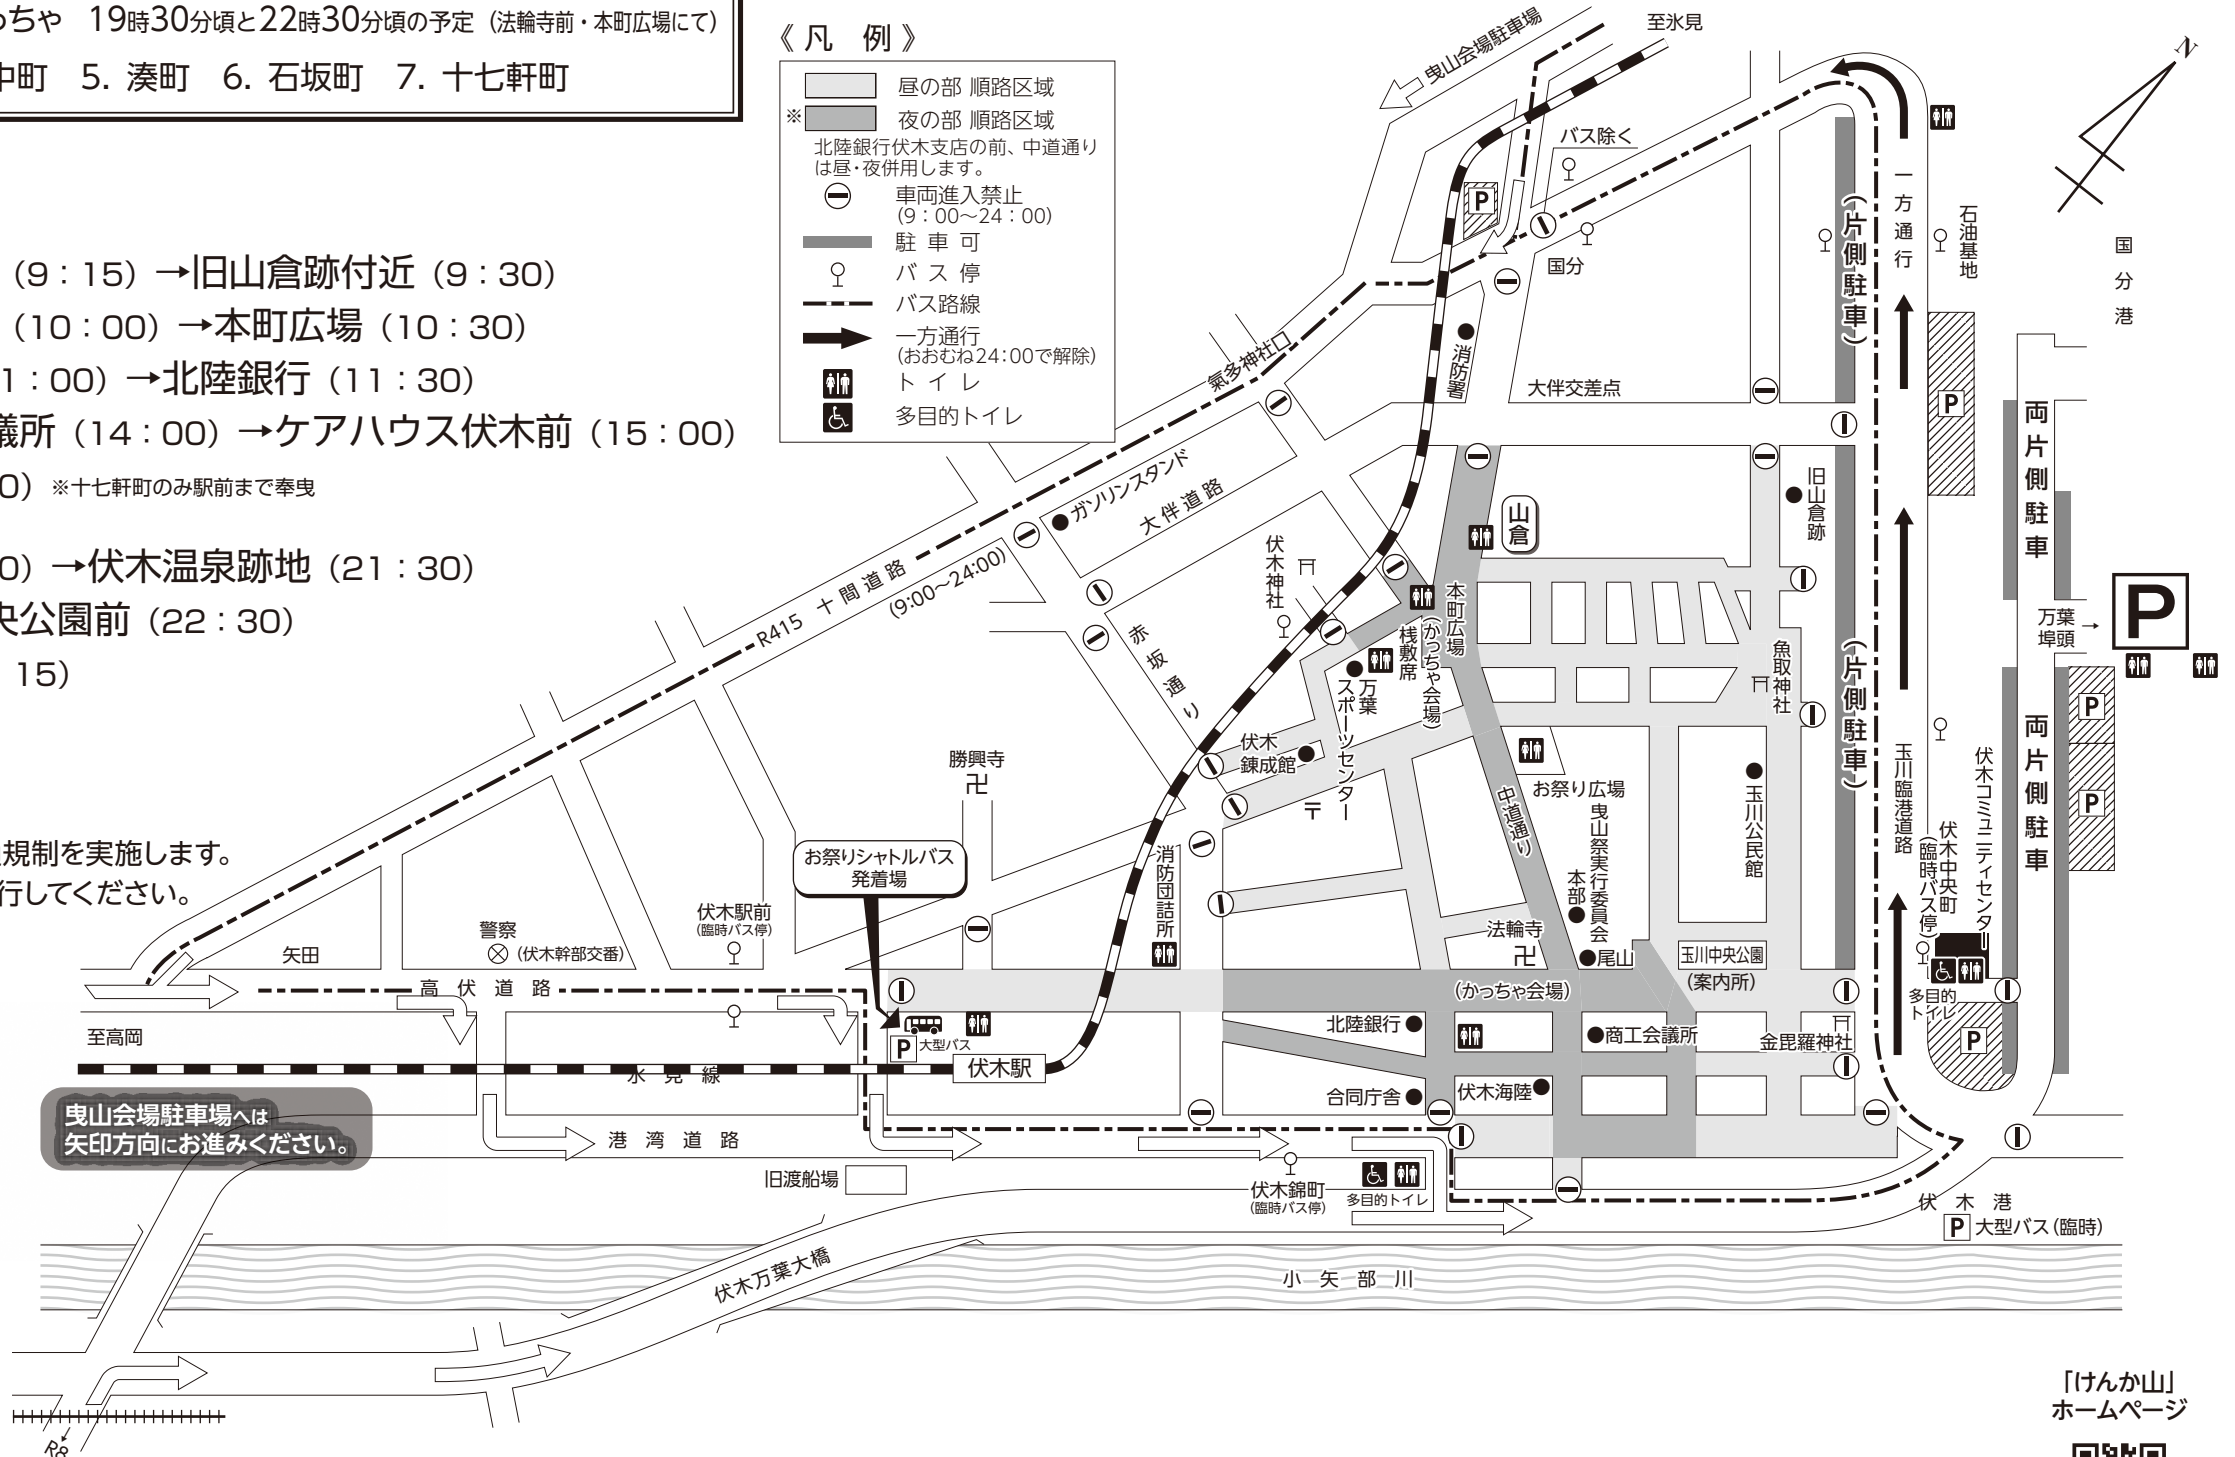 っちゃ 19時30分頃と22時30分頃の予定（法輪寺前・本町広場にて）
中町 5. 湊町 6. 石坂町 7. 十七軒町
（9：15）→旧山倉跡付近（9：30）
（10：00）→本町広場（10：30）
1：00）→北陸銀行（11：30）
議所（14：00）→ケアハウス伏木前（15：00）
0）※十七軒町のみ駅前まで奉曳
0）→伏木温泉跡地（21：30）
央公園前（22：30）
15）
規制を実施します。
行してください。
《凡 例》
昼の部 順路区域
※
夜の部 順路区域
北陸銀行伏木支店の前、中道通り
は昼・夜併用します。
車両進入禁止
（9：00〜24：00）
駐車可
バス停
バス路線
一方通行
（おおむね24：00で解除）
トイレ
多目的トイレ
曳山会場駐車場
至氷見
N
バス除く
P
国分
一方通行
石油基地
国分港
（片側駐車）
氣多神社口
消防署
大伴交差点
P
両片側駐車
ガソリンスタンド
大伴道路
旧山倉跡
山倉
R415 十間道路
（9:00〜24:00）
伏木神社
本町広場
（かっちゃ会場）
桟敷席
赤坂通り
万葉
スポーツセンター
魚取神社
（片側駐車）
万葉
埠頭
→
P
P
P
両片側駐車
伏木
錬成館
〒
勝興寺
卍
お祭り広場
中道通り
玉川公民館
玉川臨港道路
伏木コミュニティセンター
伏木中央町
（臨時バス停）
曳山祭実行委員会
本部
お祭りシャトルバス
発着場
消防団詰所
伏木駅前
（臨時バス停）
警察
（伏木幹部交番）
矢田
法輪寺
卍
尾山
玉川中央公園
（案内所）
高伏道路
（かっちゃ会場）
多目的
トイレ
P
至高岡
P 大型バス
北陸銀行
商工会議所
金毘羅神社
氷見線
伏木駅
合同庁舎
伏木海陸
曳山会場駐車場へは
矢印方向にお進みください。
港湾道路
旧渡船場
伏木錦町
（臨時バス停）
多目的トイレ
伏木港
P 大型バス（臨時）
伏木万葉大橋
小矢部川
R8
「けんか山」
ホームページ